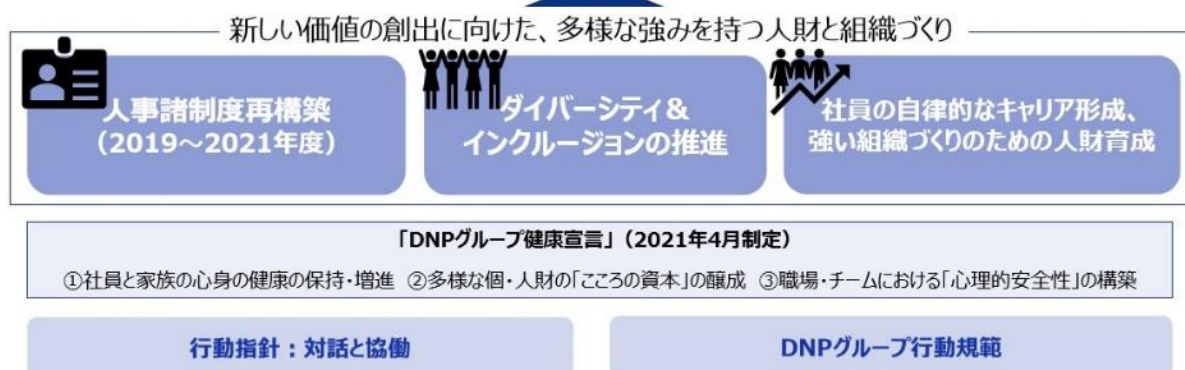 新しい価値の創出に向けた、多様な強みを持つ人財と組織づくり
人事諸制度再構築
（2019～2021年度）
ダイバーシティ＆
インクルージョンの推進
社員の自律的なキャリア形成、
強い組織づくりのための人財育成
「DNPグループ健康宣言」（2021年4月制定）
①社員と家族の心身の健康の保持・増進 ②多様な個・人財の「こころの資本」の醸成 ③職場・チームにおける「心理的安全性」の構築
行動指針：対話と協働
DNPグループ行動規範